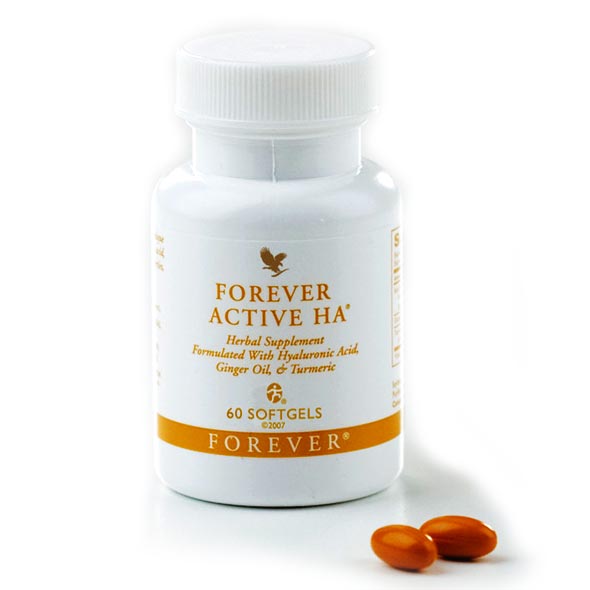 FOREVER
ACTIVE HA®
Herbal Supplement
Formulated With Hyaluronic Acid,
Ginger Oil, & Turmeric
60 SOFTGELS
©2007
FOREVER®